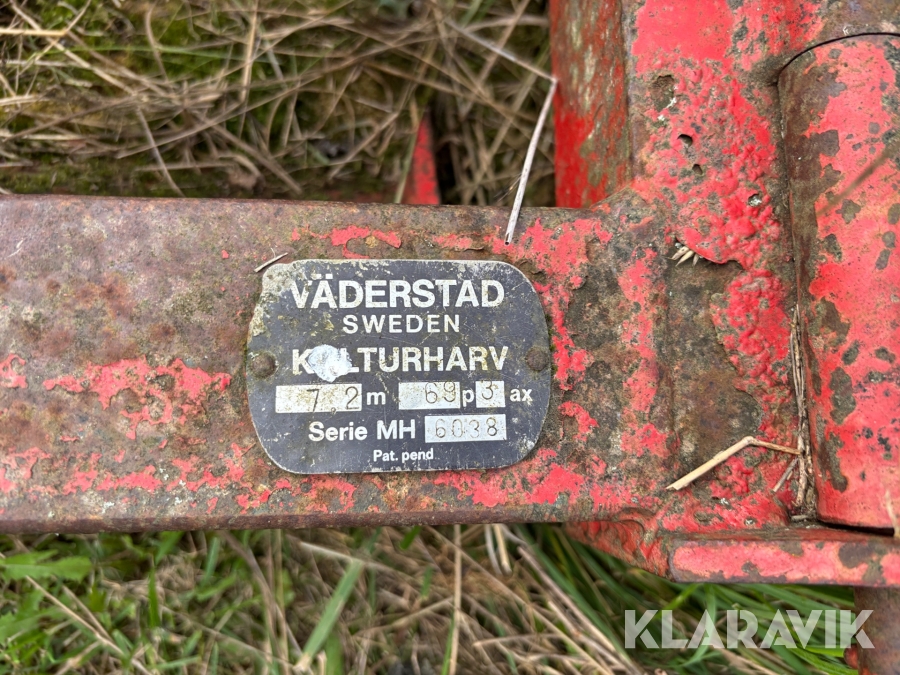 VÄDERSTAD
SWEDEN
KULTURHARV
7,2 m 69 p 3 ax
Serie MH 6038
Pat. pend
KLARAVIK